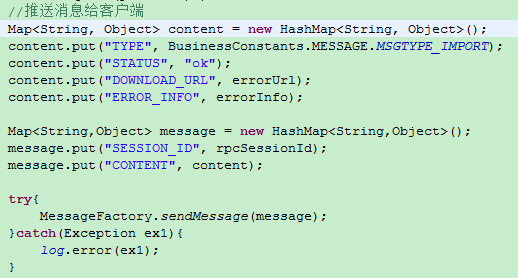 //推送消息给客户端
Map<String, Object> content = new HashMap<String, Object>();
content.put("TYPE", BusinessConstants.MESSAGE.MSGTYPE_IMPORT);
content.put("STATUS", "ok");
content.put("DOWNLOAD_URL", errorUrl);
content.put("ERROR_INFO", errorInfo);

Map<String,Object> message = new HashMap<String,Object>();
message.put("SESSION_ID", rpcSessionId);
message.put("CONTENT", content);

try{
    MessageFactory.sendMessage(message);
}catch(Exception ex1){
    log.error(ex1);
}